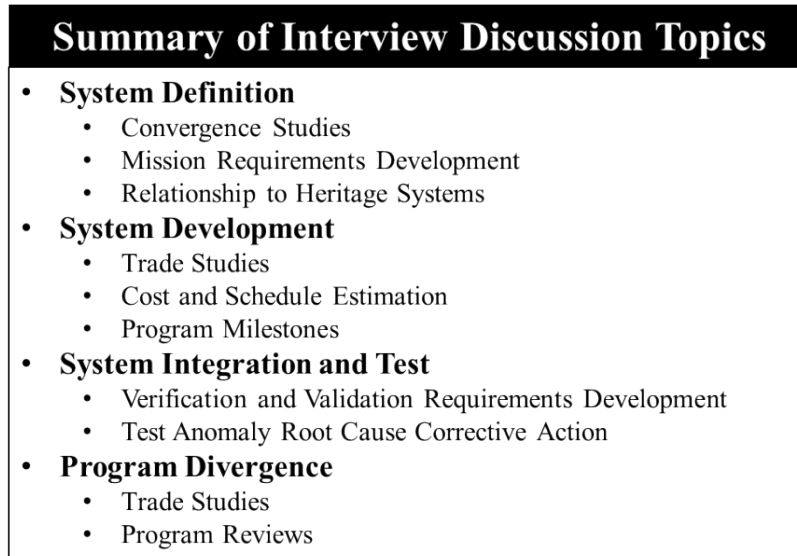 Summary of Interview Discussion Topics
• System Definition
• Convergence Studies
• Mission Requirements Development
• Relationship to Heritage Systems
• System Development
• Trade Studies
• Cost and Schedule Estimation
• Program Milestones
• System Integration and Test
• Verification and Validation Requirements Development
• Test Anomaly Root Cause Corrective Action
• Program Divergence
• Trade Studies
• Program Reviews